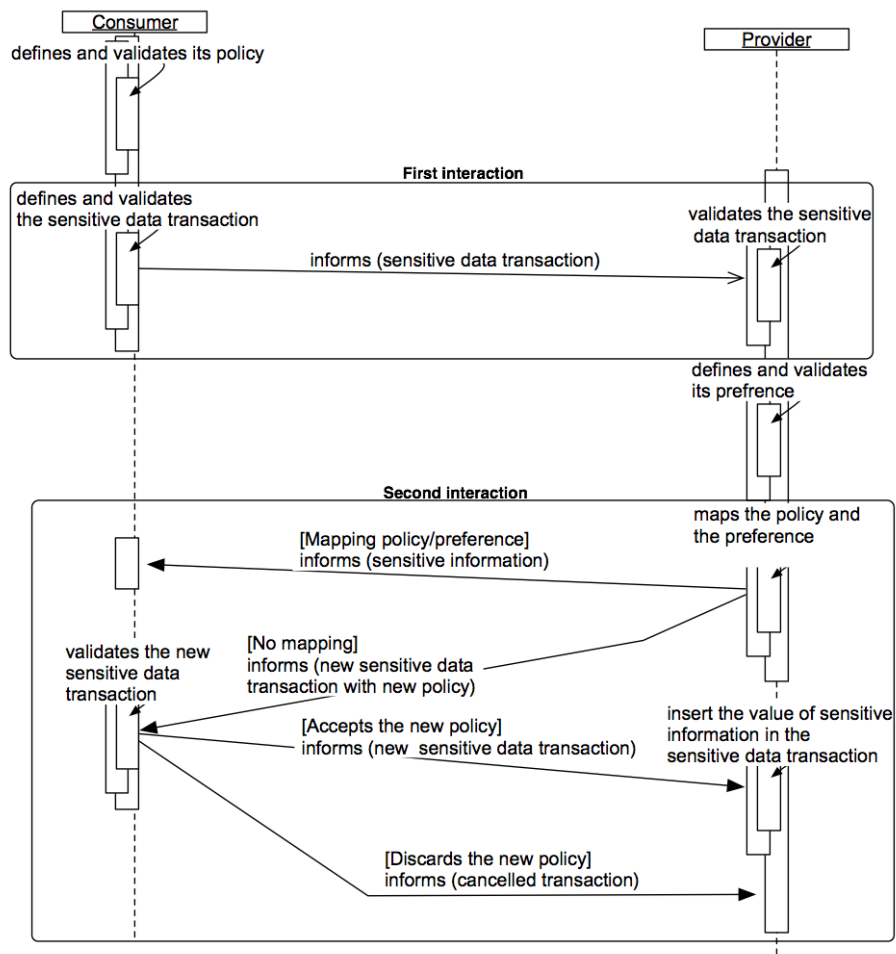 Consumer
Provider
defines and validates its policy
First interaction
defines and validates
the sensitive data transaction
validates the sensitive
data transaction
informs (sensitive data transaction)
defines and validates
its prefrence
Second interaction
maps the policy and
the preference
[Mapping policy/preference]
informs (sensitive information)
[No mapping]
informs (new sensitive data
transaction with new policy)
validates the new
sensitive data
transaction
[Accepts the new policy]
informs (new sensitive data transaction)
insert the value of sensitive
information in the
sensitive data transaction
[Discards the new policy]
informs (cancelled transaction)